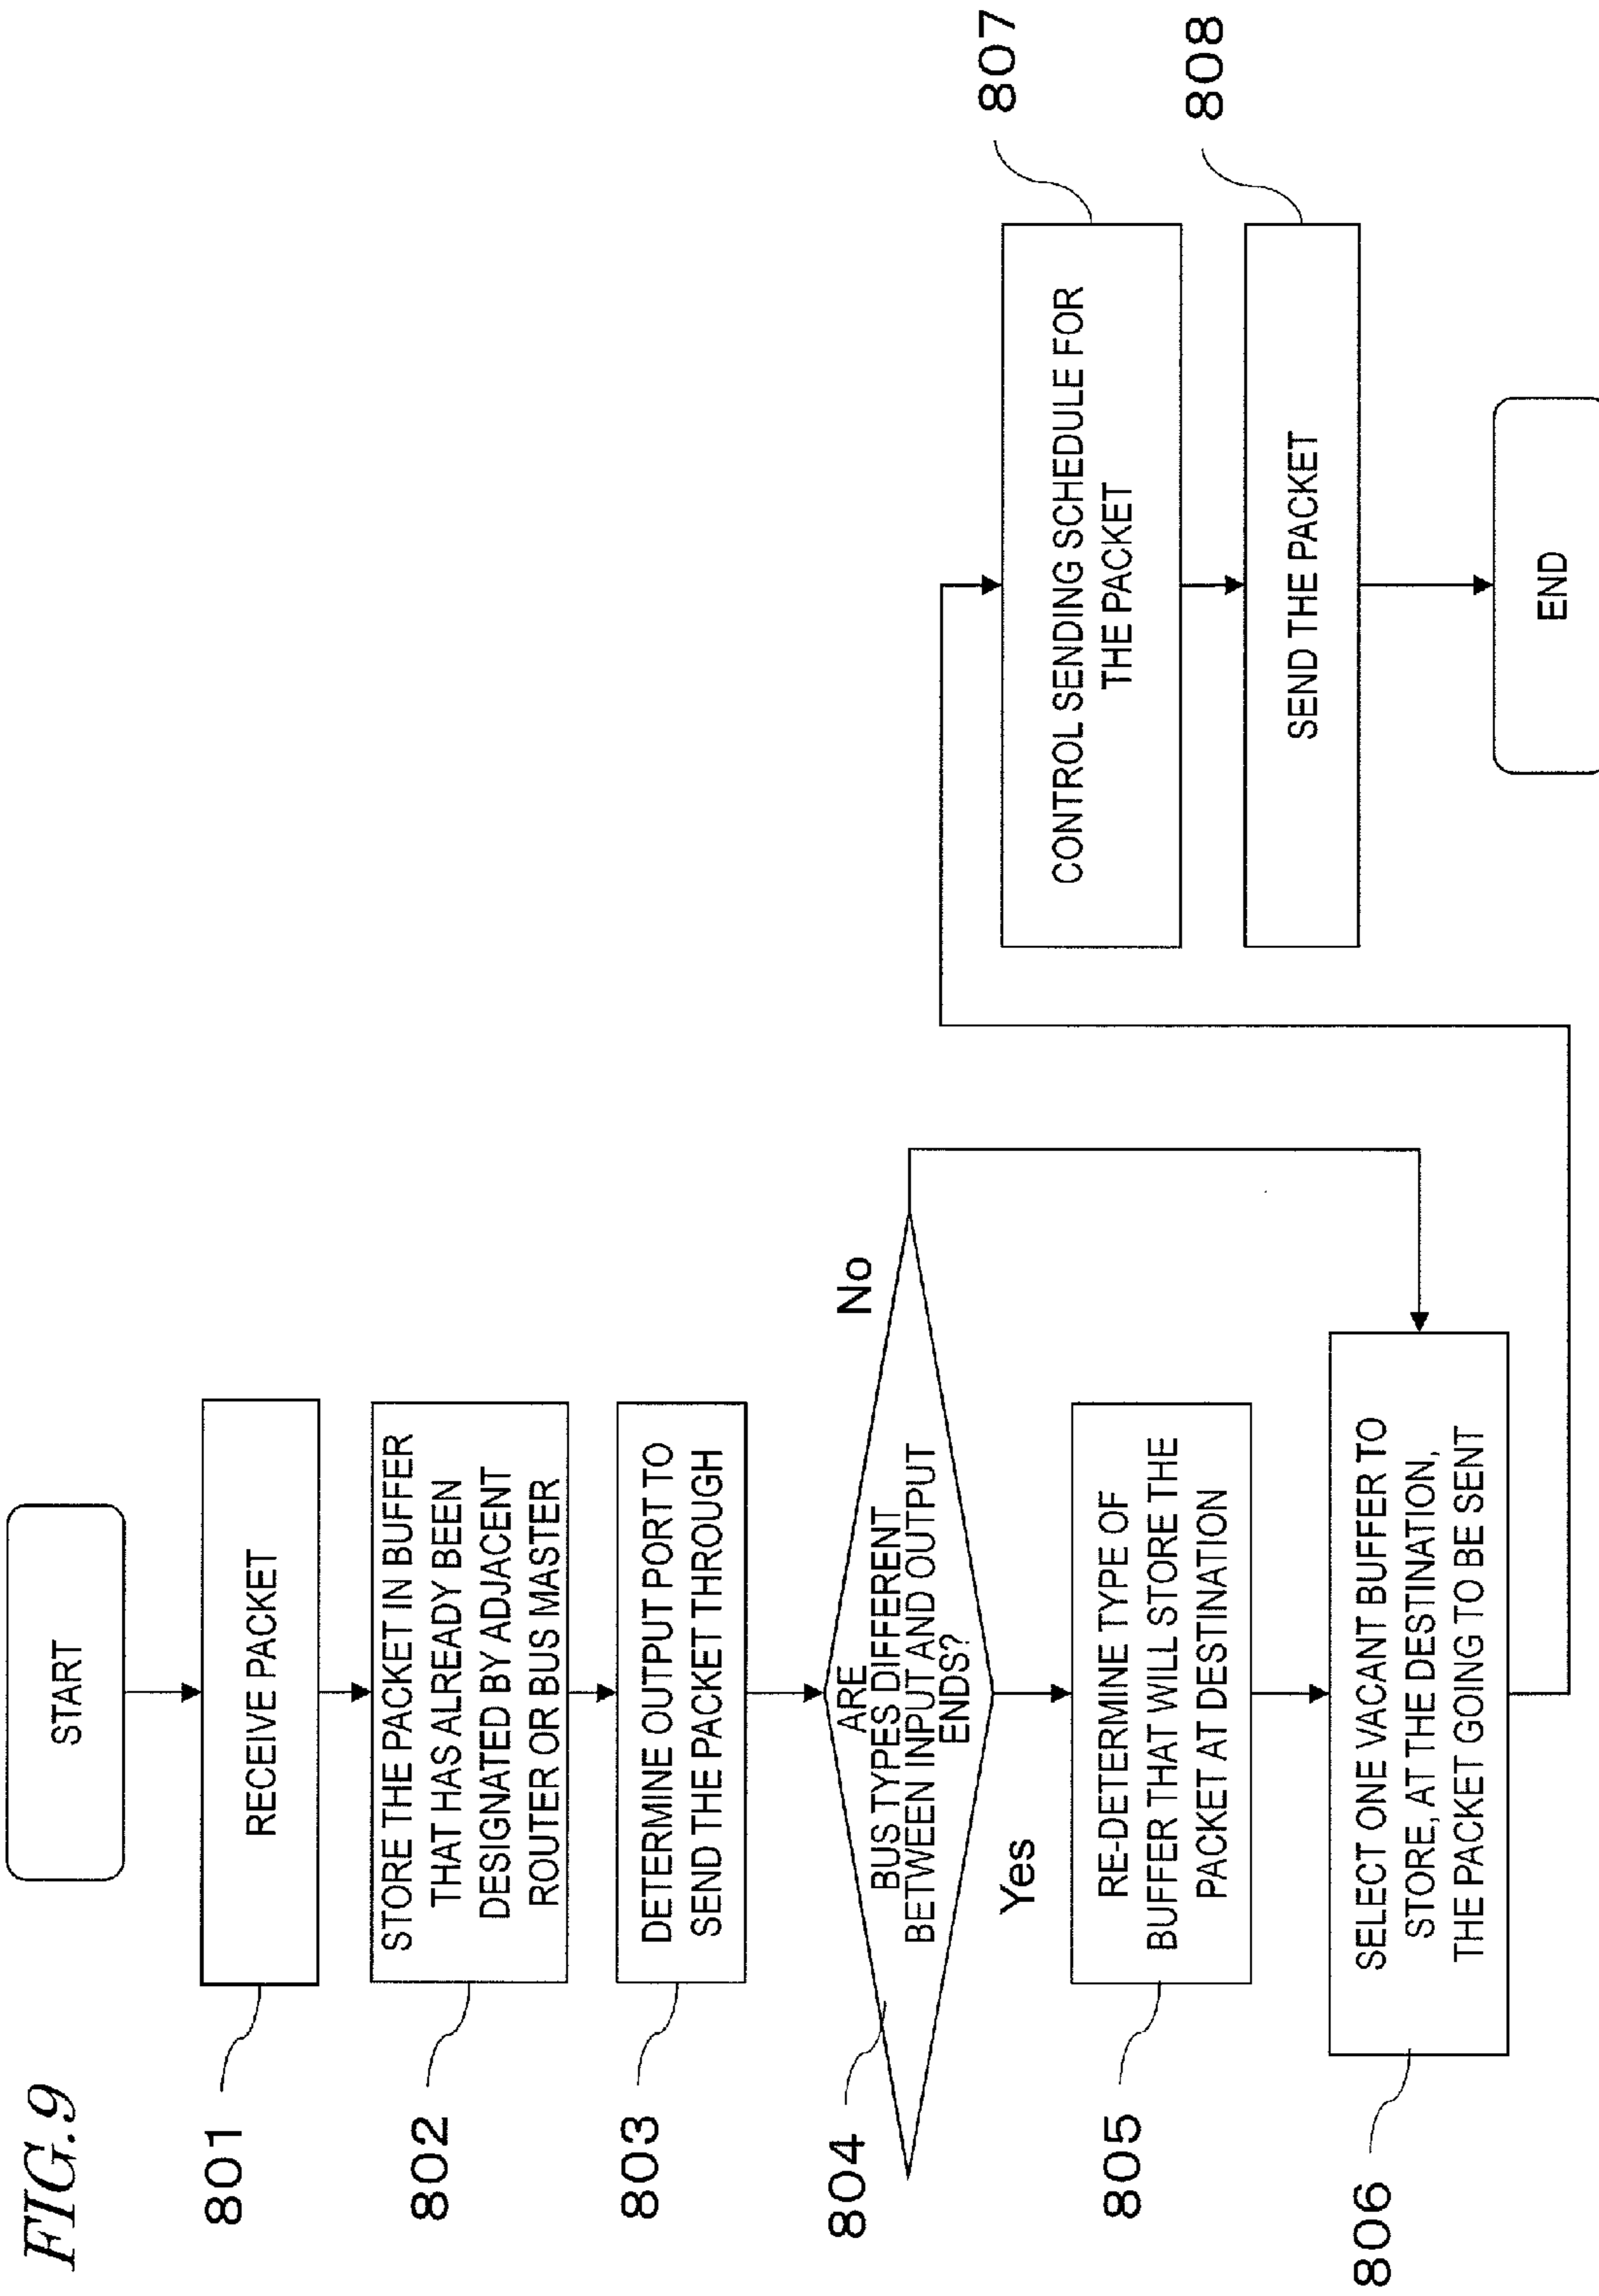 FIG.9
START
801
RECEIVE PACKET
802
STORE THE PACKET IN BUFFER
THAT HAS ALREADY BEEN
DESIGNATED BY ADJACENT
ROUTER OR BUS MASTER
803
DETERMINE OUTPUT PORT TO
SEND THE PACKET THROUGH
804
ARE
BUS TYPES DIFFERENT
BETWEEN INPUT AND OUTPUT
ENDS?
No
Yes
805
RE-DETERMINE TYPE OF
BUFFER THAT WILL STORE THE
PACKET AT DESTINATION
806
SELECT ONE VACANT BUFFER TO
STORE, AT THE DESTINATION,
THE PACKET GOING TO BE SENT
807
CONTROL SENDING SCHEDULE FOR
THE PACKET
808
SEND THE PACKET
END